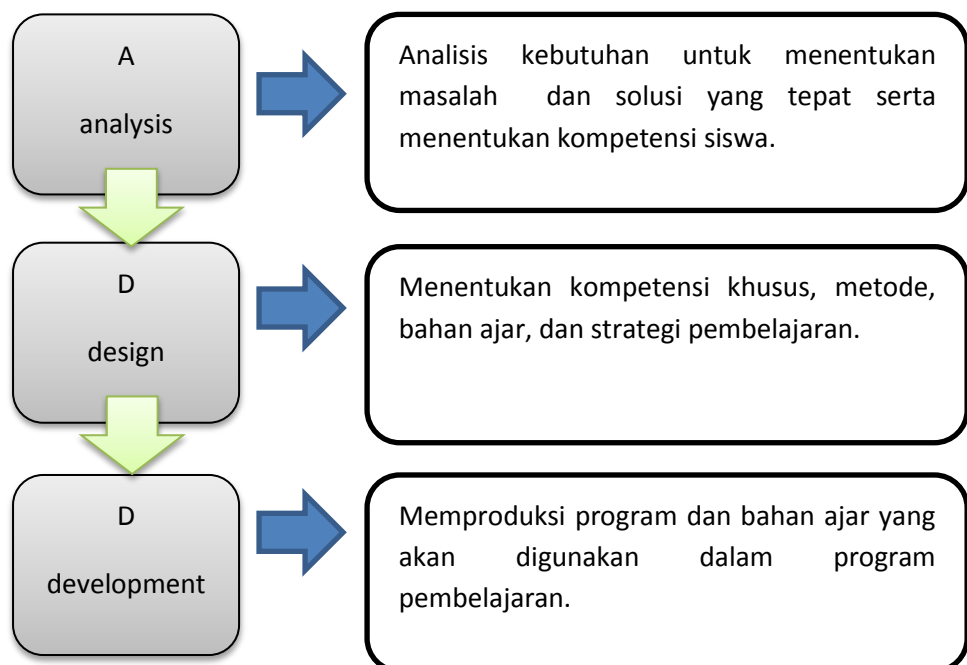 A
analysis
Analisis kebutuhan untuk menentukan
masalah dan solusi yang tepat serta
menentukan kompetensi siswa.
D
design
Menentukan kompetensi khusus, metode,
bahan ajar, dan strategi pembelajaran.
D
development
Memproduksi program dan bahan ajar yang
akan digunakan dalam program
pembelajaran.